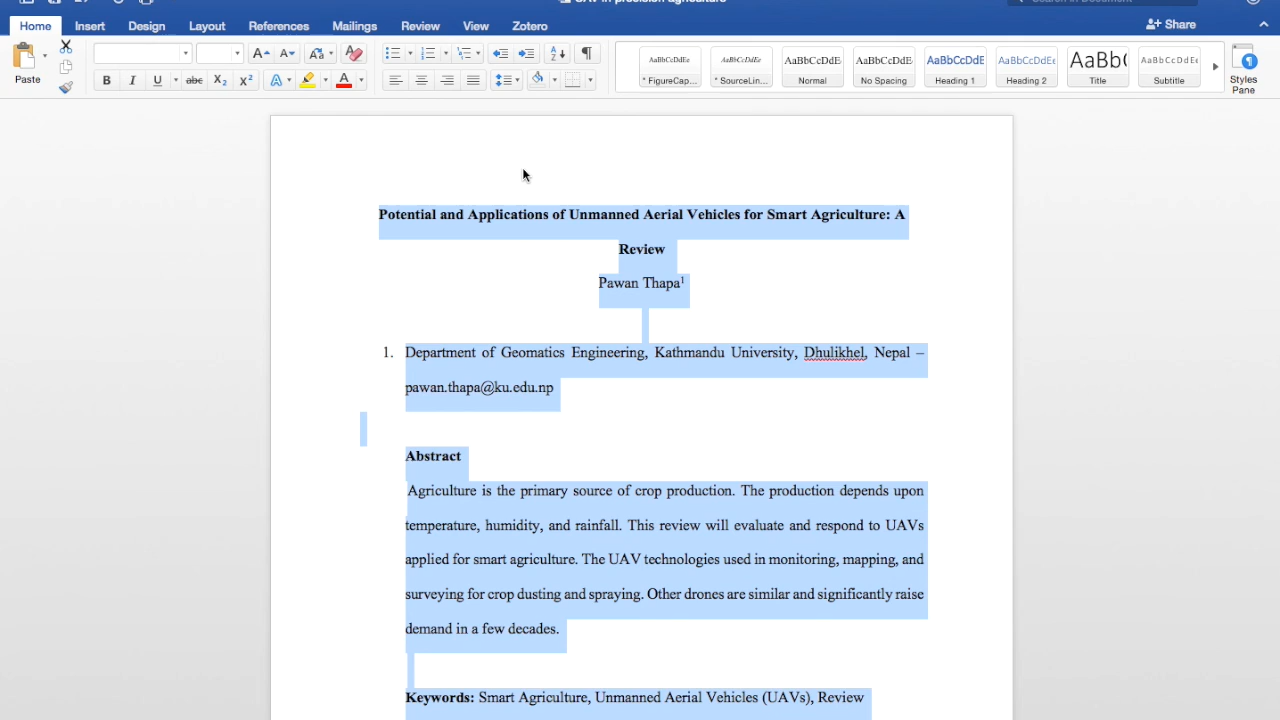 Home Insert Design Layout References Mailings Review View Zotero Share
Paste
abc X₂ X² A A
AaBbCcDdEe AaBbCcDdEe AaBbCcDdEe AaBbCcDdE AaBbCcDdE AaBbCcDdEe AaBb( AaBbCcDdEe
FigureCap... SourceLin... Normal No Spacing Heading 1 Heading 2 Title Subtitle
Styles
Pane
Potential and Applications of Unmanned Aerial Vehicles for Smart Agriculture: A
Review
Pawan Thapa¹
1. Department of Geomatics Engineering, Kathmandu University, Dhulikhel, Nepal –
pawan.thapa@ku.edu.np
Abstract
Agriculture is the primary source of crop production. The production depends upon
temperature, humidity, and rainfall. This review will evaluate and respond to UAVs
applied for smart agriculture. The UAV technologies used in monitoring, mapping, and
surveying for crop dusting and spraying. Other drones are similar and significantly raise
demand in a few decades.
Keywords: Smart Agriculture, Unmanned Aerial Vehicles (UAVs), Review